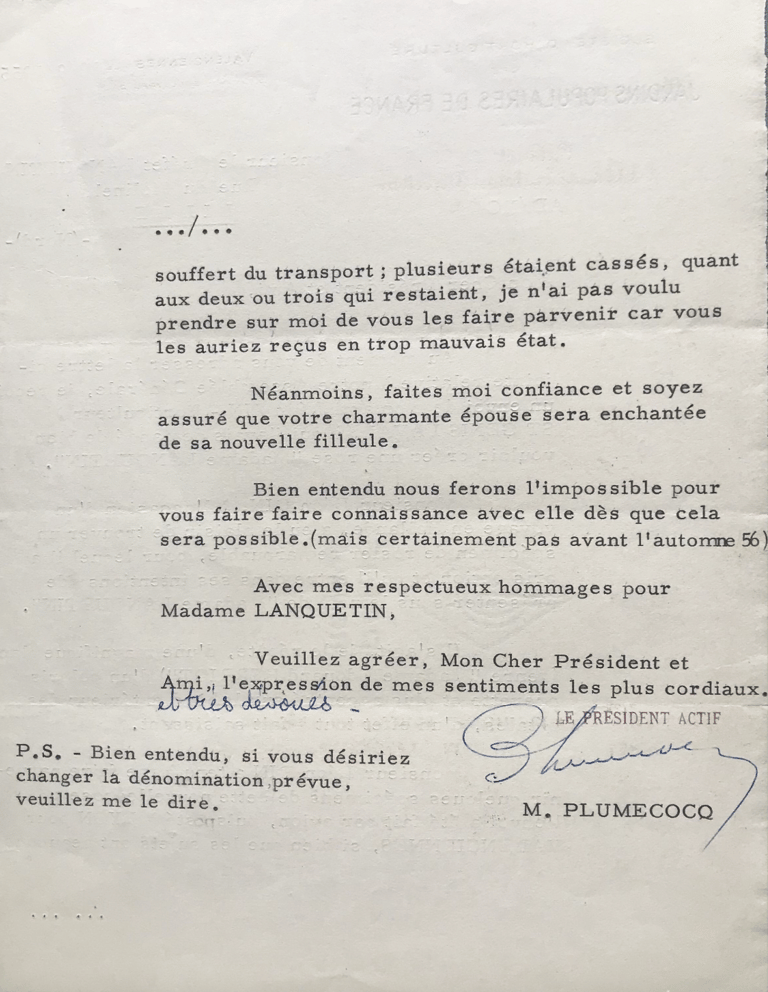 JARDINS POPULAIRES DE FRANCE
.../...
souffert du transport ; plusieurs étaient cassés, quant
aux deux ou trois qui restaient, je n'ai pas voulu
prendre sur moi de vous les faire parvenir car vous
les auriez reçus en trop mauvais état.
Néanmoins, faites moi confiance et soyez
assuré que votre charmante épouse sera enchantée
de sa nouvelle filleule.
Bien entendu nous ferons l'impossible pour
vous faire faire connaissance avec elle dès que cela
sera possible.(mais certainement pas avant l'automne 56)
Avec mes respectueux hommages pour
Madame LANQUETIN,
Veuillez agréer, Mon Cher Président et
Ami, l'expression de mes sentiments les plus cordiaux.
et très dévoués -
LE PRÉSIDENT ACTIF
P.S. - Bien entendu, si vous désiriez
changer la dénomination prévue,
veuillez me le dire.
M. PLUMECOCQ
... ...